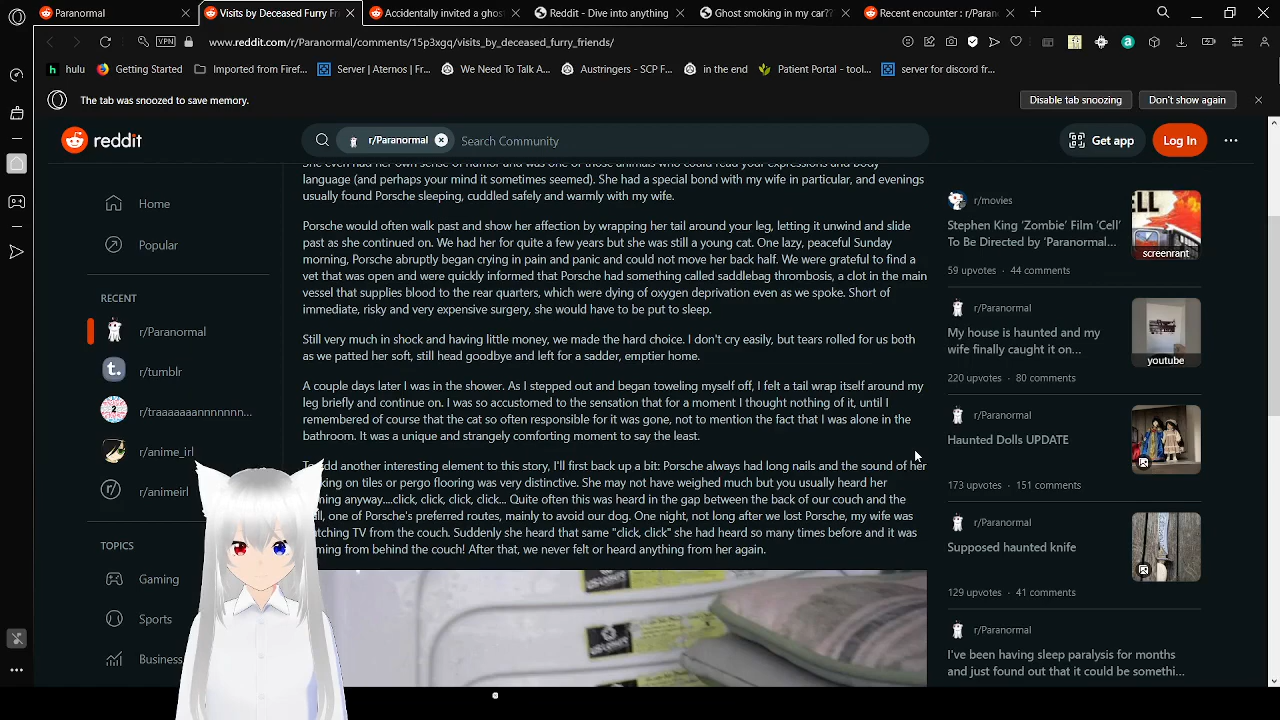 Paranormal
Visits by Deceased Furry Fr
Accidentally invited a ghos
Reddit - Dive into anything
Ghost smoking in my car??
Recent encounter : r/Paran
VPN
www.reddit.com/r/Paranormal/comments/15p3xgq/visits_by_deceased_furry_friends/
hulu
Getting Started
Imported from Firef...
Server | Aternos | Fr...
We Need To Talk A...
Austringers - SCP F...
in the end
Patient Portal - tool...
server for discord fr...
The tab was snoozed to save memory.
Disable tab snoozing
Don't show again
reddit
r/Paranormal
Search Community
Get app
Log In
Home
Popular
RECENT
r/Paranormal
r/tumblr
r/traaaaaaannnnnnn...
r/anime_irl
r/animeirl
TOPICS
Gaming
Sports
Business
She even had her own sense of humor and was one of those animals who could read your expressions and body
language (and perhaps your mind it sometimes seemed). She had a special bond with my wife in particular, and evenings
usually found Porsche sleeping, cuddled safely and warmly with my wife.
Porsche would often walk past and show her affection by wrapping her tail around your leg, letting it unwind and slide
past as she continued on. We had her for quite a few years but she was still a young cat. One lazy, peaceful Sunday
morning, Porsche abruptly began crying in pain and panic and could not move her back half. We were grateful to find a
vet that was open and were quickly informed that Porsche had something called saddlebag thrombosis, a clot in the main
vessel that supplies blood to the rear quarters, which were dying of oxygen deprivation even as we spoke. Short of
immediate, risky and very expensive surgery, she would have to be put to sleep.
Still very much in shock and having little money, we made the hard choice. I don't cry easily, but tears rolled for us both
as we patted her soft, still head goodbye and left for a sadder, emptier home.
A couple days later I was in the shower. As I stepped out and began toweling myself off, I felt a tail wrap itself around my
leg briefly and continue on. I was so accustomed to the sensation that for a moment I thought nothing of it, until I
remembered of course that the cat so often responsible for it was gone, not to mention the fact that I was alone in the
bathroom. It was a unique and strangely comforting moment to say the least.
dd another interesting element to this story, I'll first back up a bit: Porsche always had long nails and the sound of her
king on tiles or pergo flooring was very distinctive. She may not have weighed much but you usually heard her
ming anyway....click, click, click, click... Quite often this was heard in the gap between the back of our couch and the
ll, one of Porsche's preferred routes, mainly to avoid our dog. One night, not long after we lost Porsche, my wife was
tching TV from the couch. Suddenly she heard that same "click, click" she had heard so many times before and it was
ming from behind the couch! After that, we never felt or heard anything from her again.
r/movies
Stephen King 'Zombie' Film 'Cell'
To Be Directed by 'Paranormal...
59 upvotes · 44 comments
ELL
screenrant
r/Paranormal
My house is haunted and my
wife finally caught it on...
220 upvotes · 80 comments
youtube
r/Paranormal
Haunted Dolls UPDATE
173 upvotes · 151 comments
r/Paranormal
Supposed haunted knife
129 upvotes · 41 comments
r/Paranormal
I've been having sleep paralysis for months
and just found out that it could be somethi...